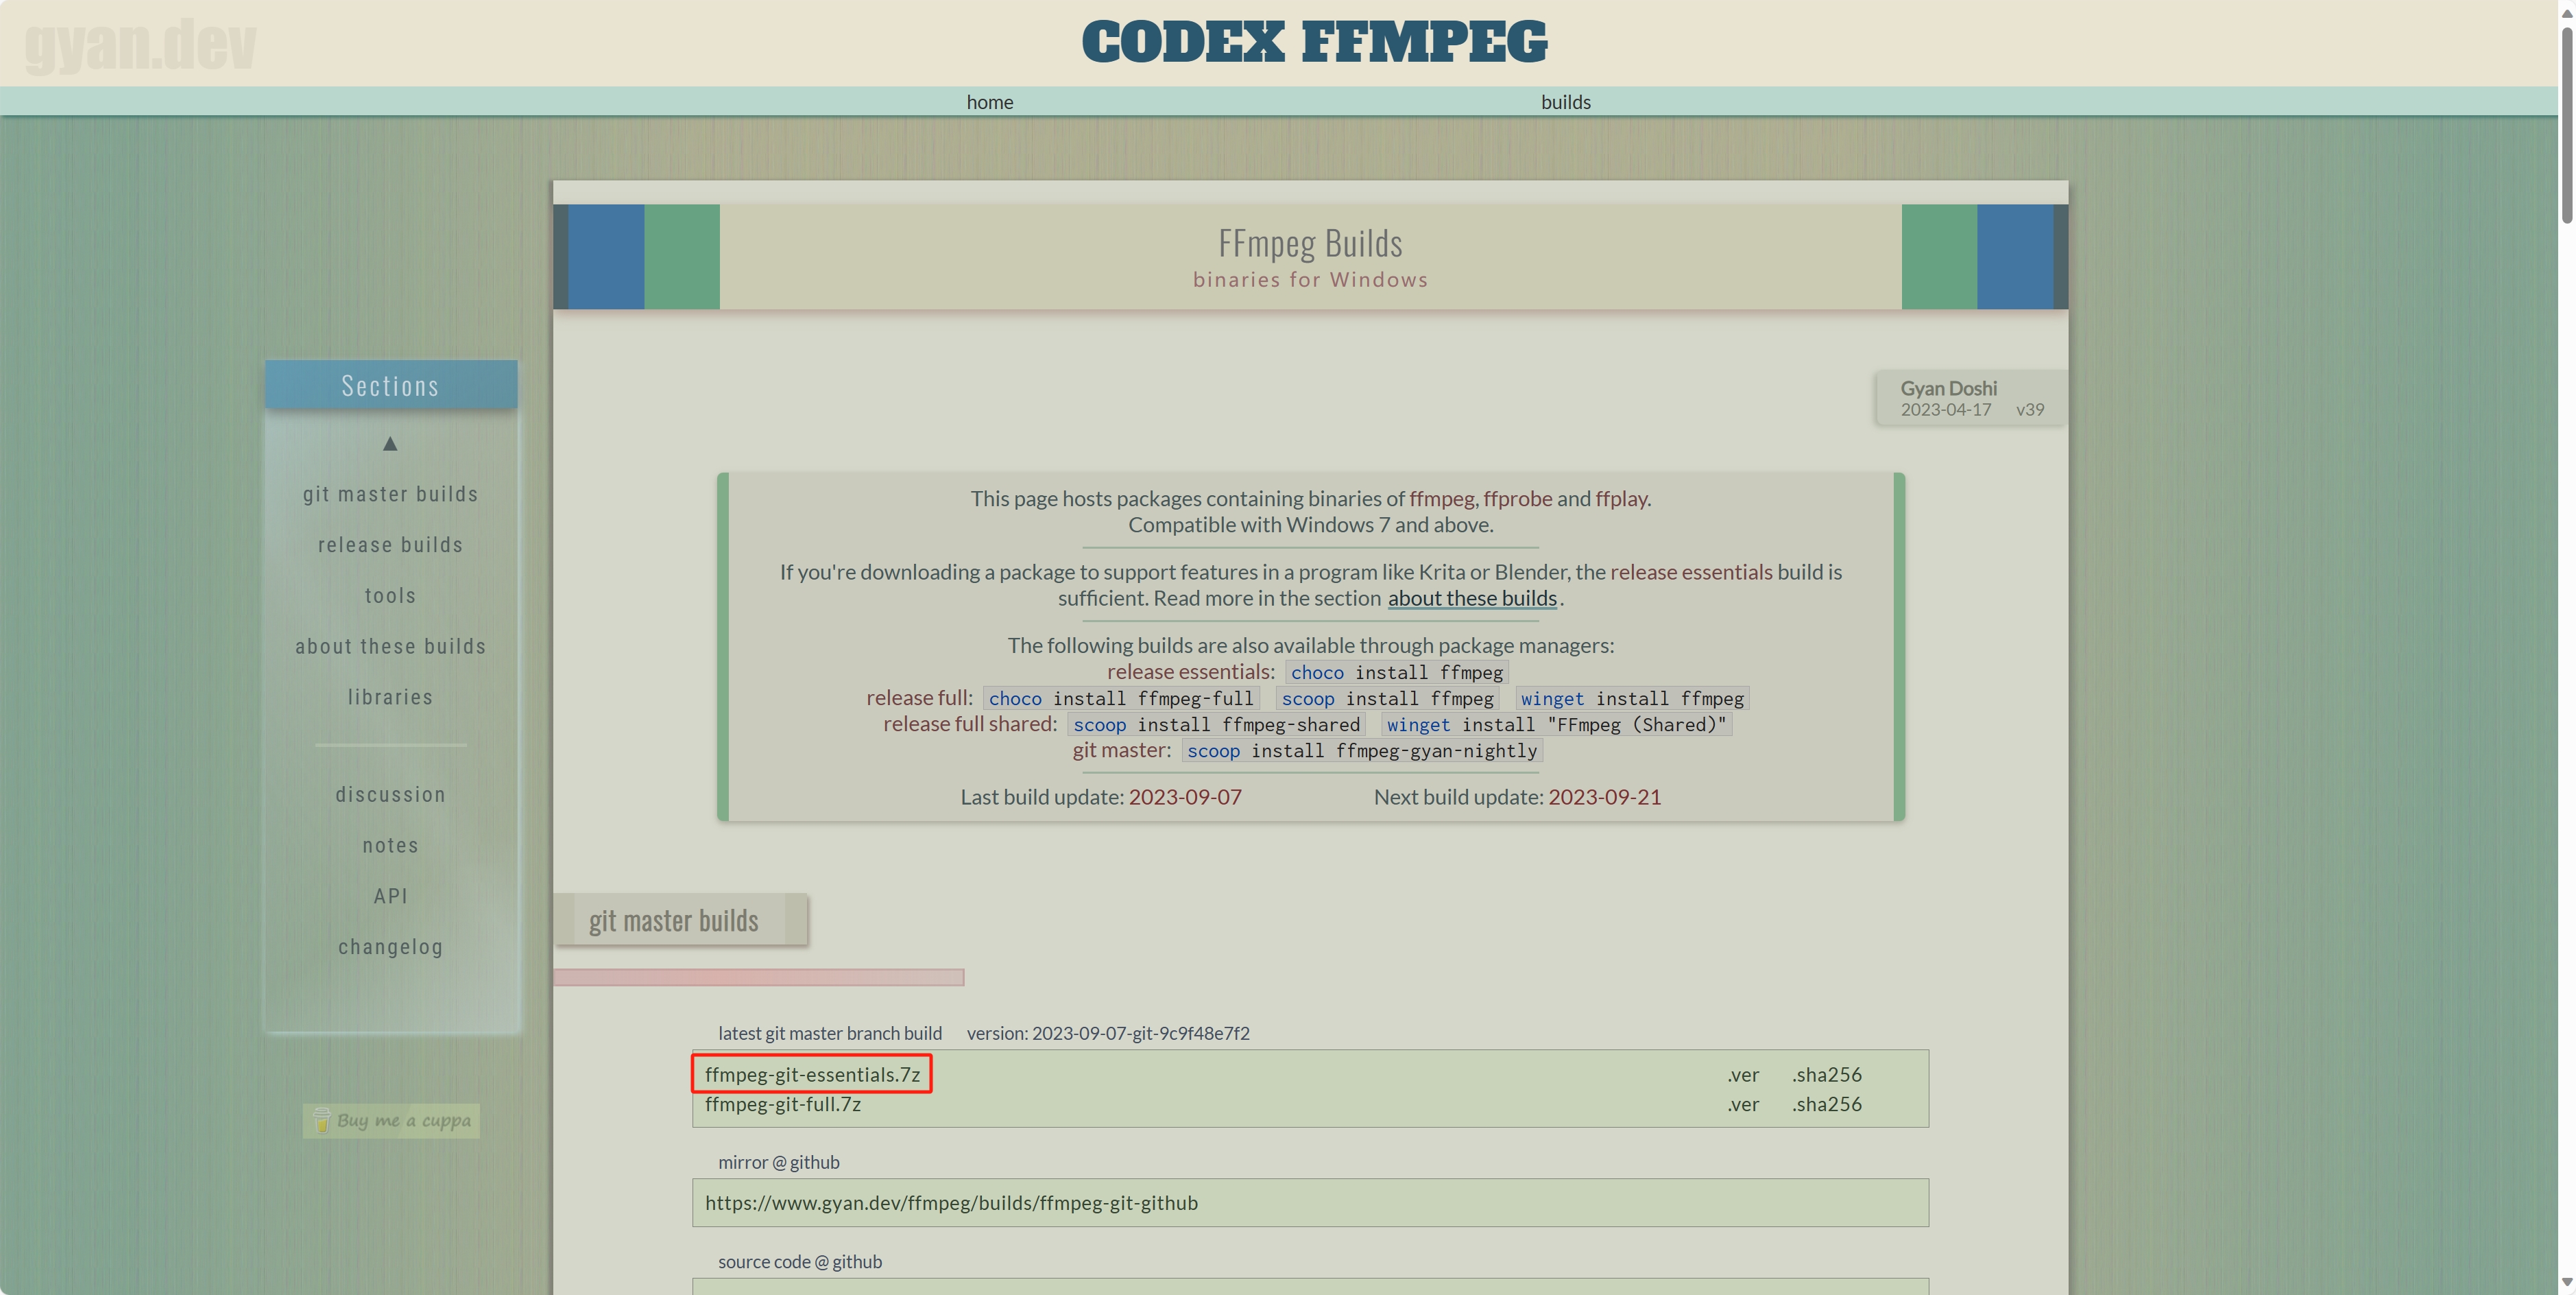 gyan.dev
CODEX FFMPEG
home builds
FFmpeg Builds
binaries for Windows
Sections
▲
git master builds
release builds
tools
about these builds
libraries
discussion
notes
API
changelog
Buy me a cuppa
Gyan Doshi
2023-04-17 v39
This page hosts packages containing binaries of ffmpeg, ffprobe and ffplay.
Compatible with Windows 7 and above.
If you're downloading a package to support features in a program like Krita or Blender, the release essentials build is
sufficient. Read more in the section about these builds.
The following builds are also available through package managers:
release essentials: choco install ffmpeg
release full: choco install ffmpeg-full scoop install ffmpeg winget install ffmpeg
release full shared: scoop install ffmpeg-shared winget install "FFmpeg (Shared)"
git master: scoop install ffmpeg-gyan-nightly
Last build update: 2023-09-07 Next build update: 2023-09-21
git master builds
latest git master branch build version: 2023-09-07-git-9c9f48e7f2
ffmpeg-git-essentials.7z .ver .sha256
ffmpeg-git-full.7z .ver .sha256
mirror @ github
https://www.gyan.dev/ffmpeg/builds/ffmpeg-git-github
source code @ github